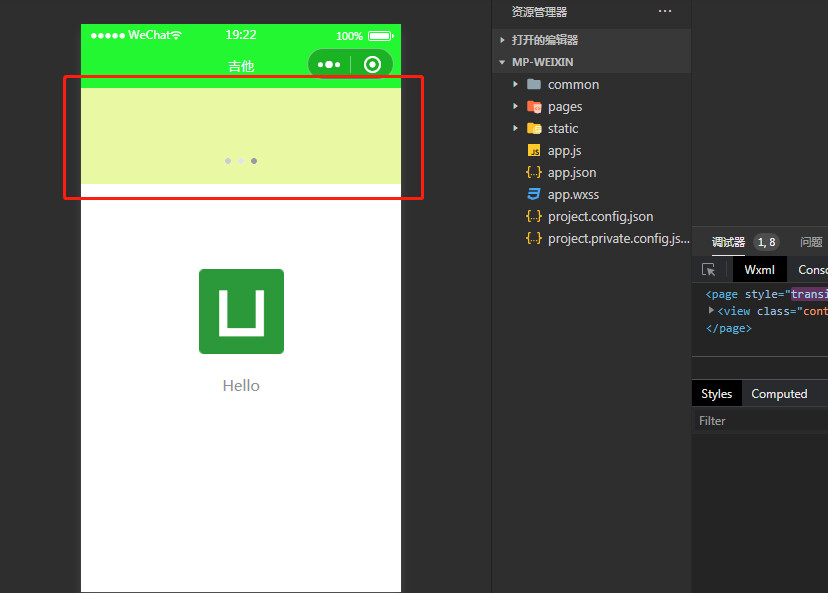 WeChat
19:22
100%
吉他
Hello
资源管理器
打开的编辑器
MP-WEIXIN
common
pages
static
JS app.js
{..} app.json
app.wxss
{..} project.config.json
{..} project.private.config.js...
调试器
1, 8
问题
Wxml
Conso
<page style="transi
<view class="cont
</page>
Styles
Computed
Filter